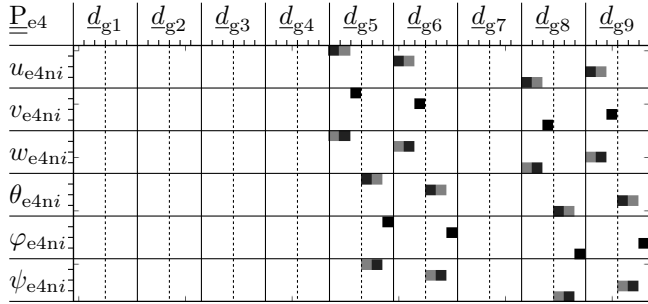 P_e4 d_g1 d_g2 d_g3 d_g4 d_g5 d_g6 d_g7 d_g8 d_g9
u_e4ni
v_e4ni
w_e4ni
θ_e4ni
φ_e4ni
ψ_e4ni